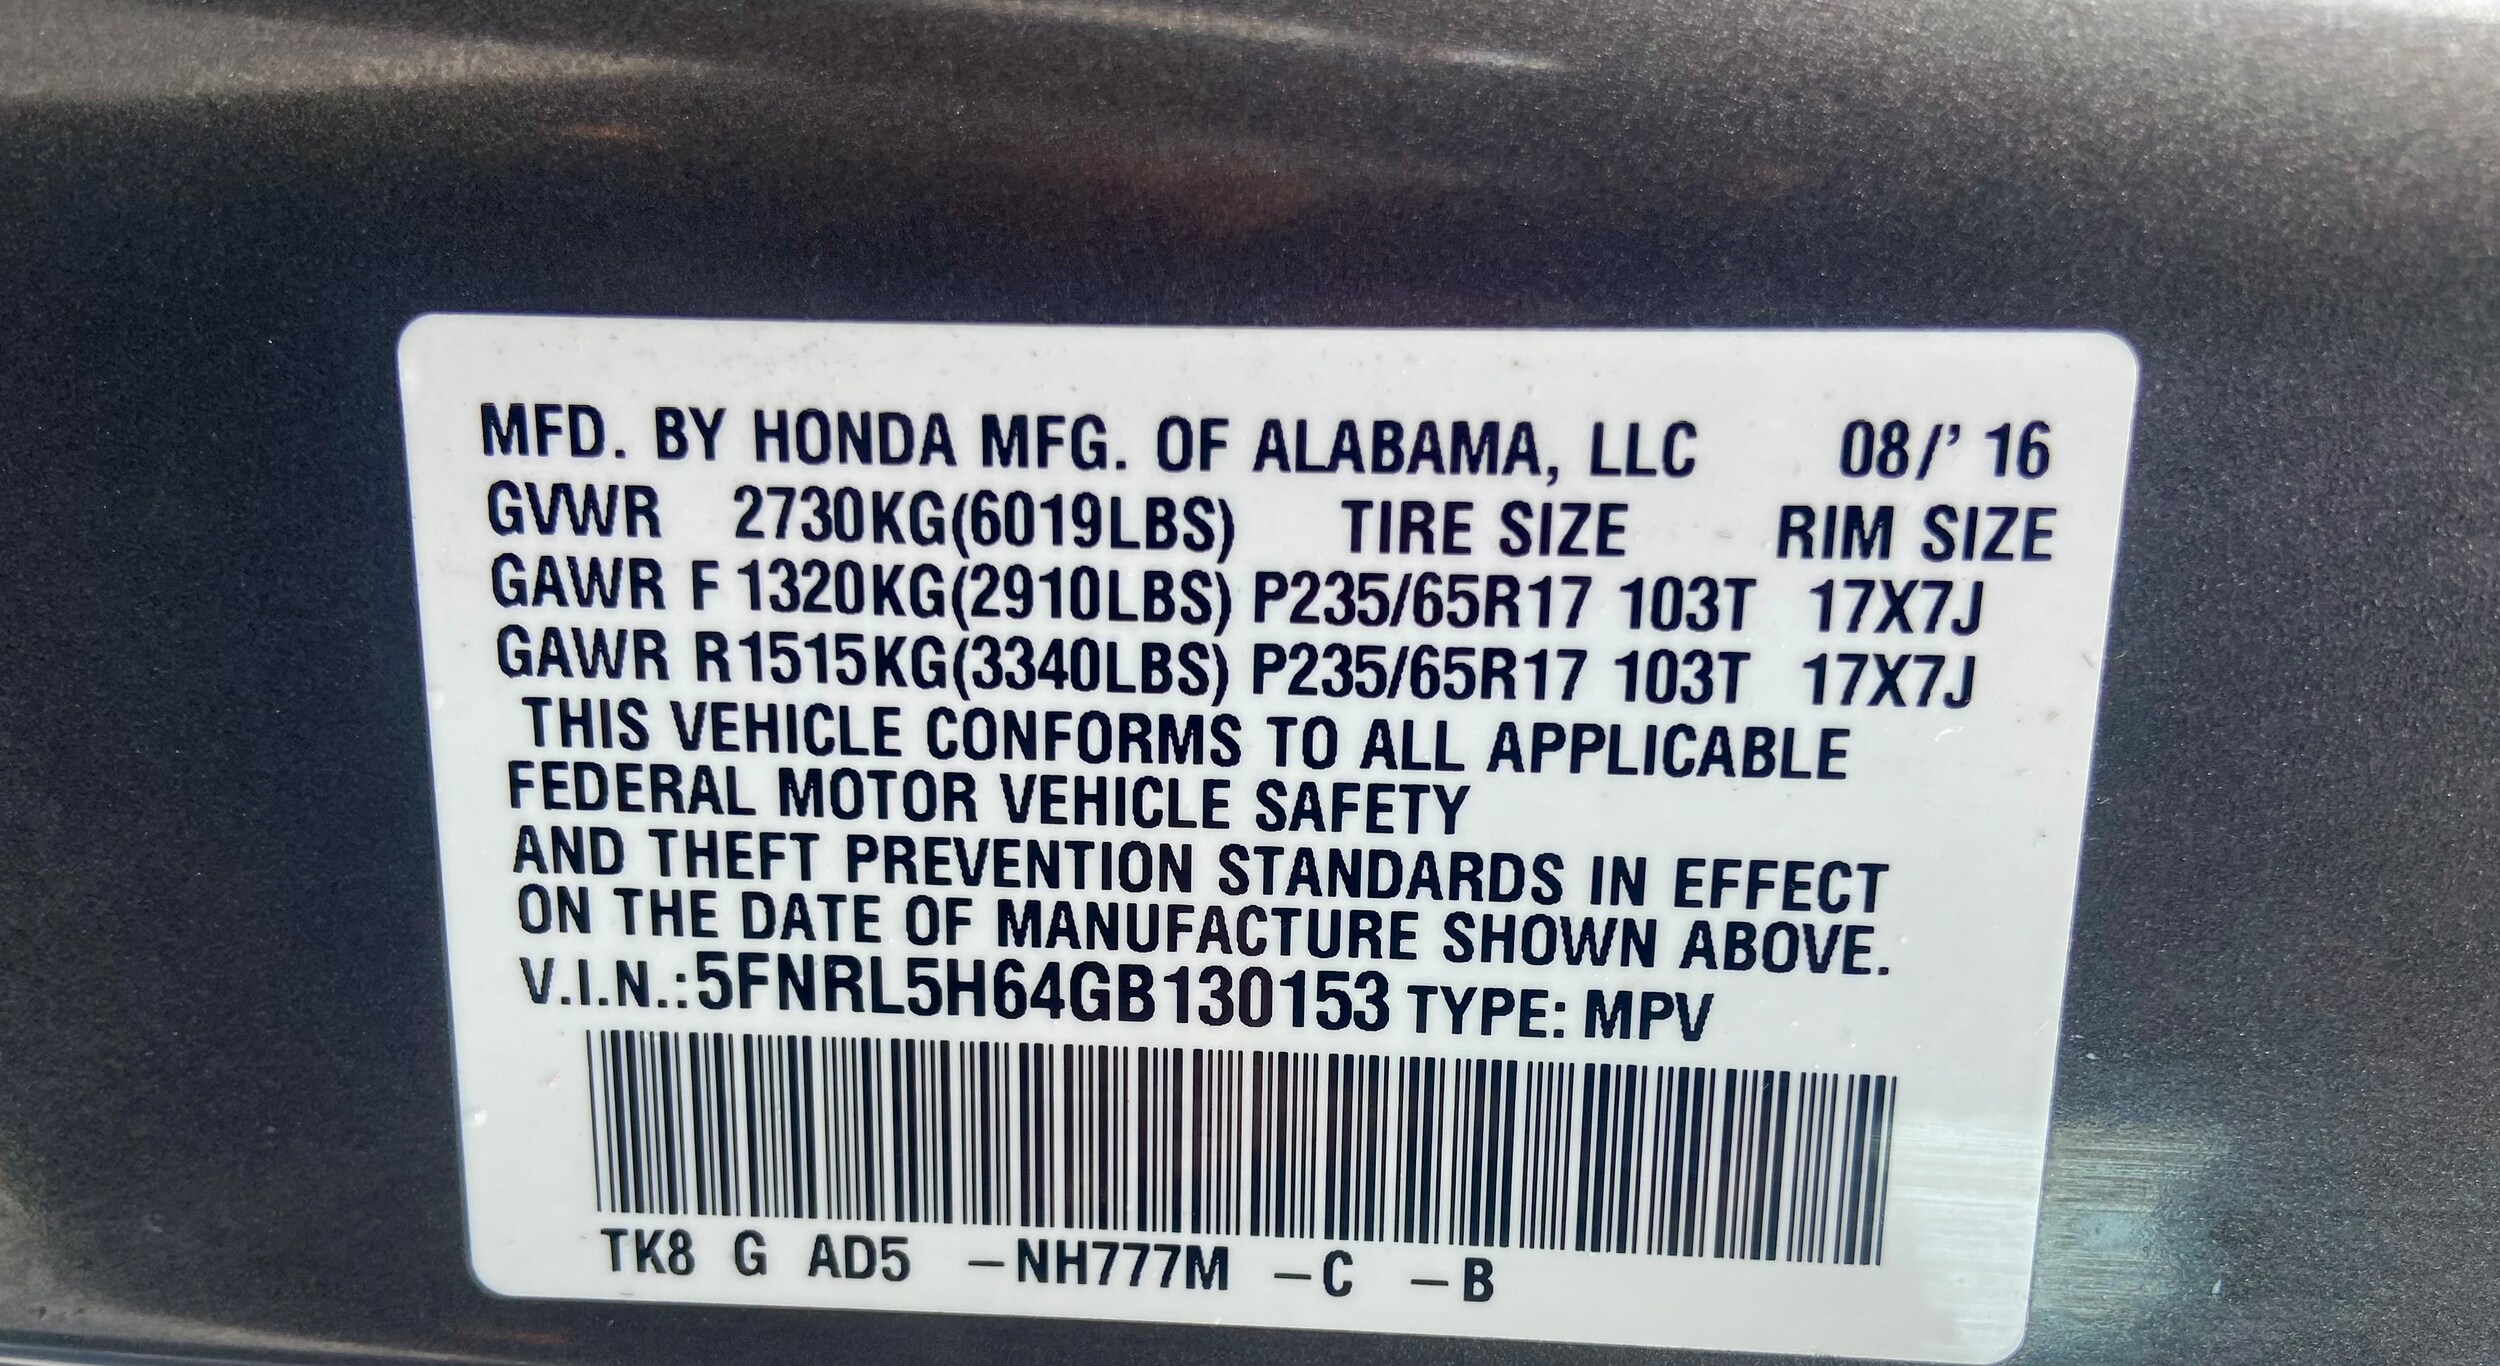 MFD. BY HONDA MFG. OF ALABAMA, LLC 08/' 16
GVWR 2730KG(6019LBS) TIRE SIZE RIM SIZE
GAWR F 1320KG(2910LBS) P235/65R17 103T 17X7J
GAWR R1515KG(3340LBS) P235/65R17 103T 17X7J
THIS VEHICLE CONFORMS TO ALL APPLICABLE
FEDERAL MOTOR VEHICLE SAFETY
AND THEFT PREVENTION STANDARDS IN EFFECT
ON THE DATE OF MANUFACTURE SHOWN ABOVE.
V.I.N.:5FNRL5H64GB130153 TYPE: MPV
TK8 G AD5 –NH777M –C –B